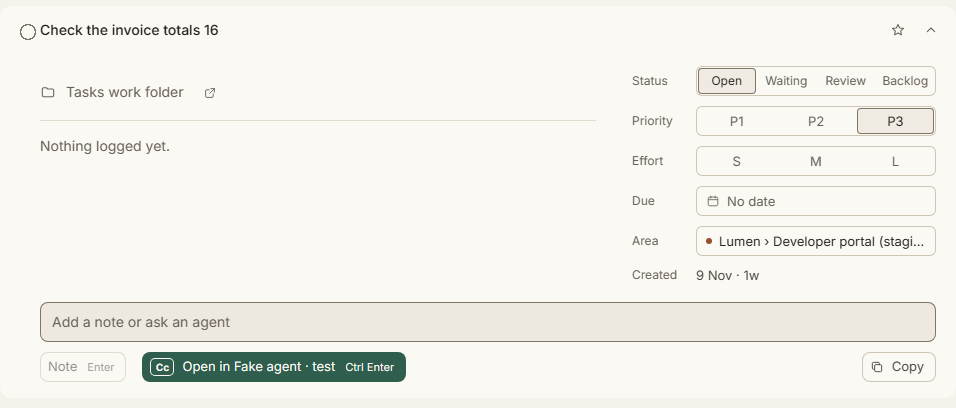 Check the invoice totals 16
Tasks work folder
Nothing logged yet.
Status Open Waiting Review Backlog
Priority P1 P2 P3
Effort S M L
Due No date
Area Lumen › Developer portal (stagi...
Created 9 Nov · 1w
Add a note or ask an agent
Note Enter Cc Open in Fake agent · test Ctrl Enter Copy